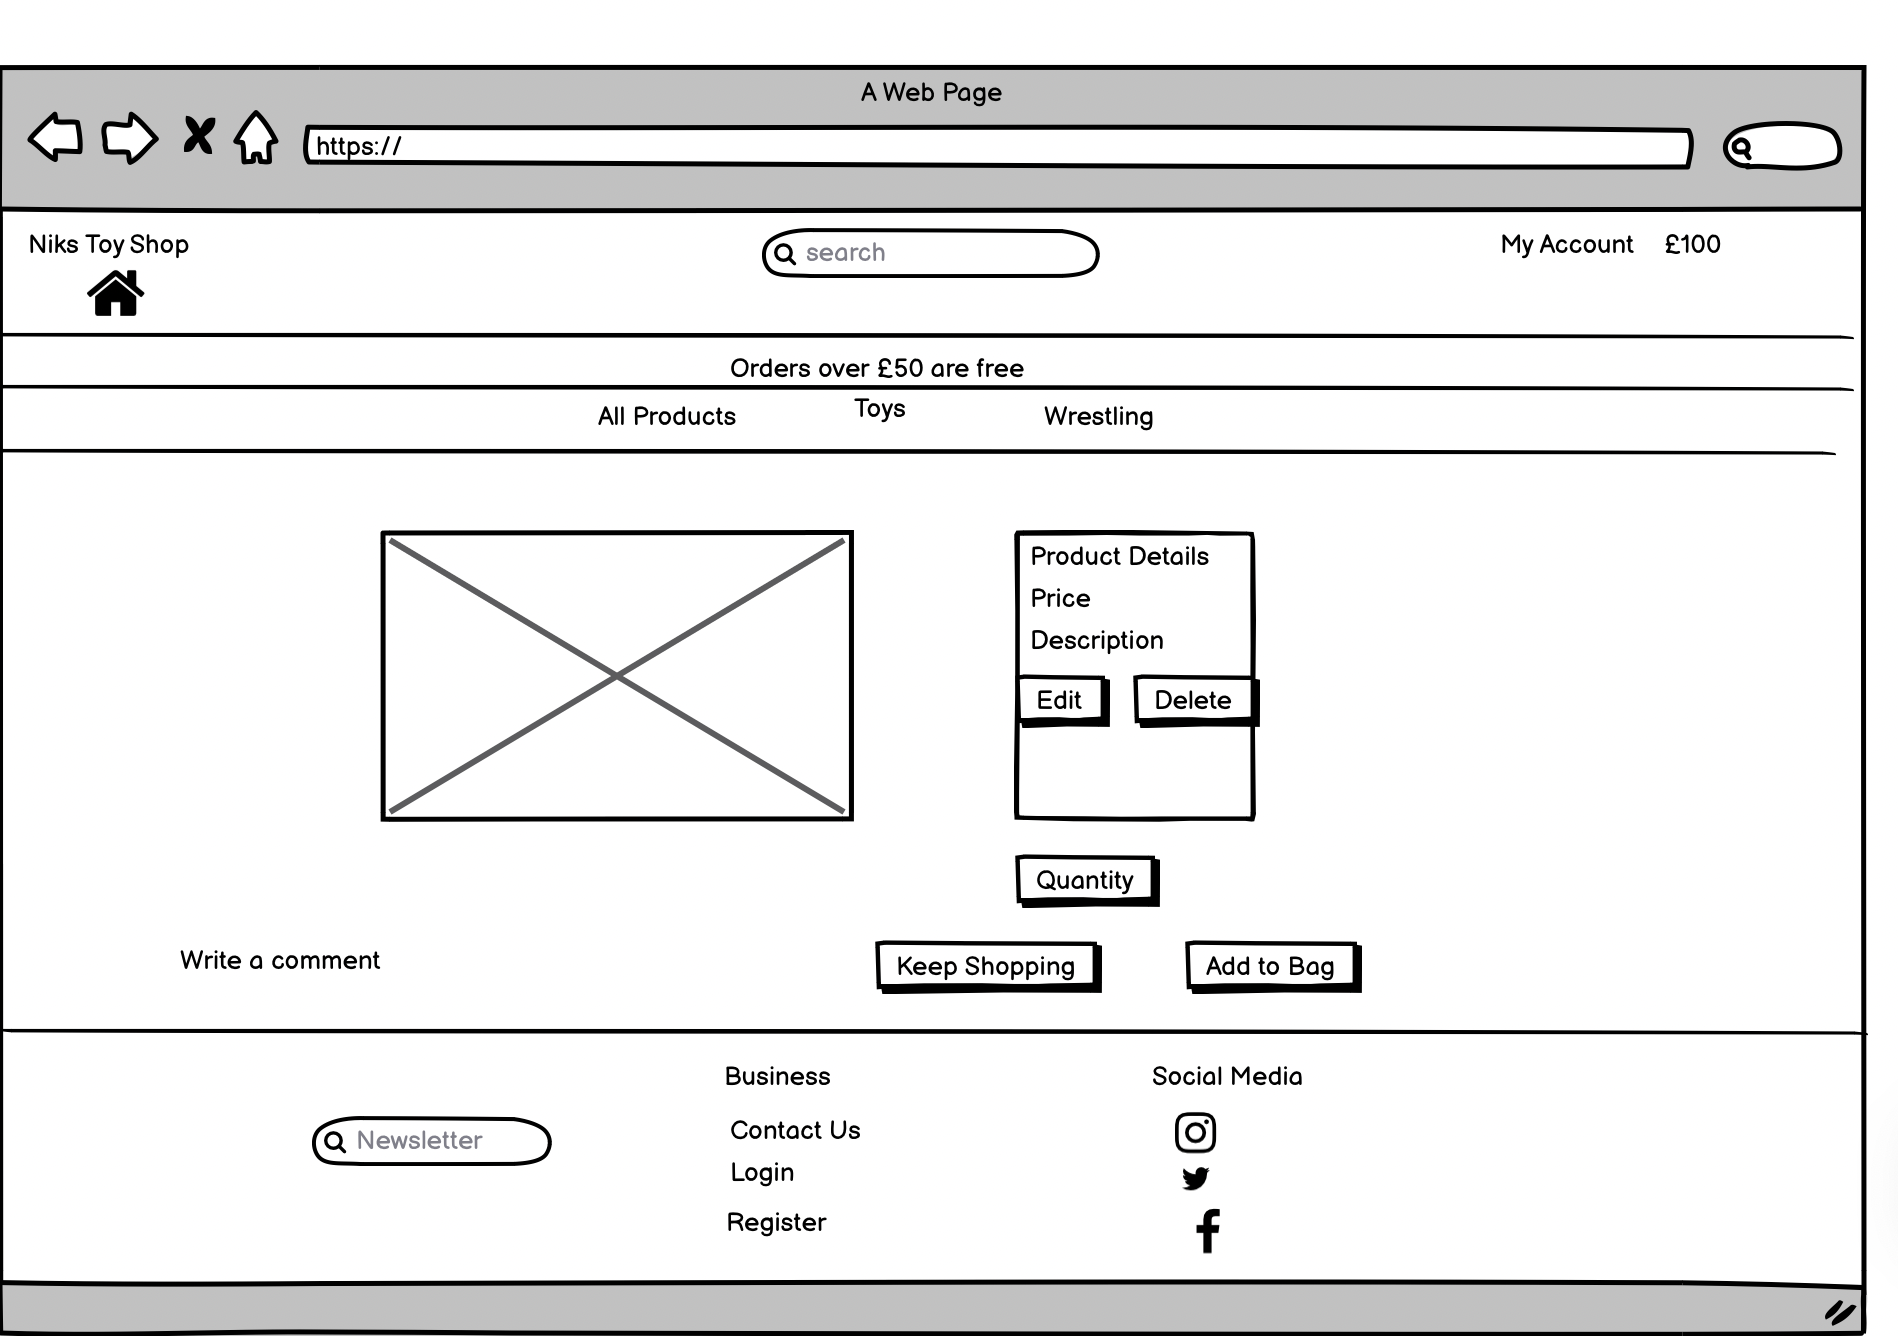 A Web Page
https://
Niks Toy Shop
search
My Account £100
Orders over £50 are free
All Products Toys Wrestling
Product Details
Price
Description
Edit Delete
Quantity
Write a comment
Keep Shopping Add to Bag
Business Social Media
Newsletter
Contact Us
Login
Register